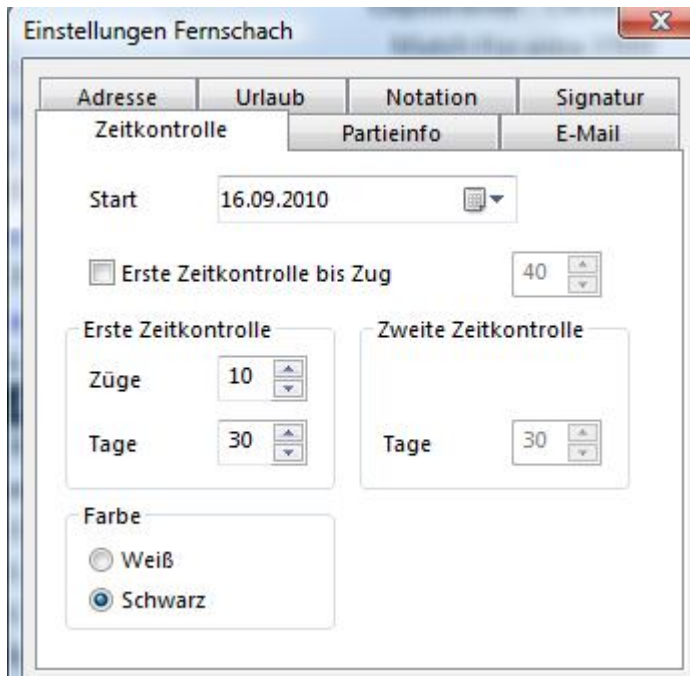 Einstellungen Fernschach
Adresse Urlaub Notation Signatur
Zeitkontrolle Partieinfo E-Mail
Start 16.09.2010
Erste Zeitkontrolle bis Zug 40
Erste Zeitkontrolle Zweite Zeitkontrolle
Züge 10
Tage 30 Tage 30
Farbe
Weiß
Schwarz